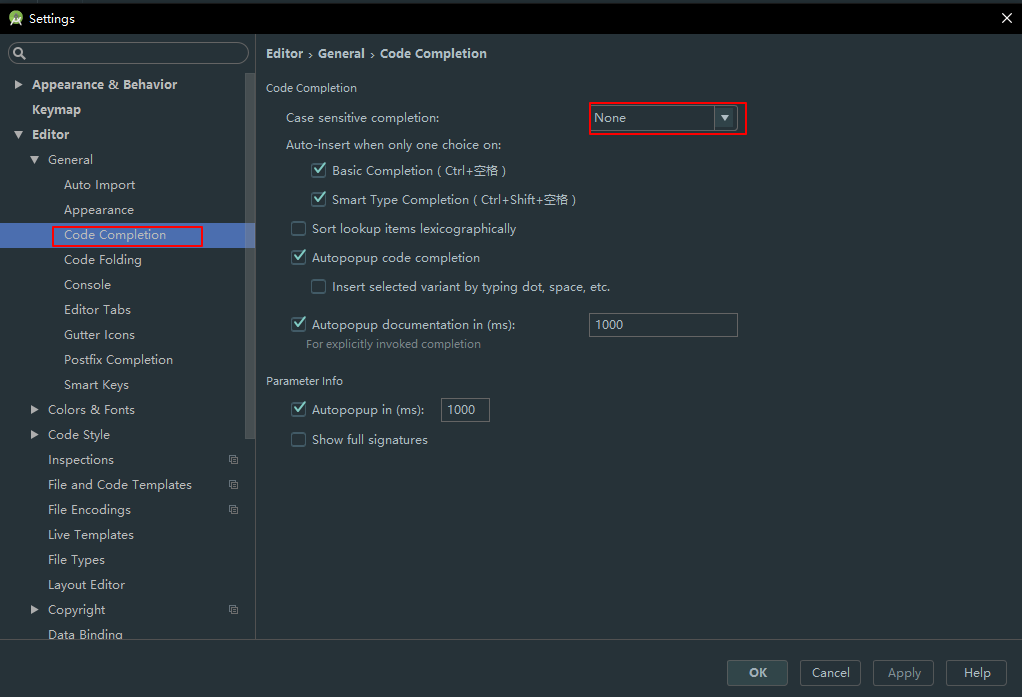 Settings
Appearance & Behavior
Keymap
Editor
General
Auto Import
Appearance
Code Completion
Code Folding
Console
Editor Tabs
Gutter Icons
Postfix Completion
Smart Keys
Colors & Fonts
Code Style
Inspections
File and Code Templates
File Encodings
Live Templates
File Types
Layout Editor
Copyright
Data Binding
Editor › General › Code Completion
Code Completion
Case sensitive completion: None
Auto-insert when only one choice on:
Basic Completion ( Ctrl+空格 )
Smart Type Completion ( Ctrl+Shift+空格 )
Sort lookup items lexicographically
Autopopup code completion
Insert selected variant by typing dot, space, etc.
Autopopup documentation in (ms): 1000
For explicitly invoked completion
Parameter Info
Autopopup in (ms): 1000
Show full signatures
OK Cancel Apply Help